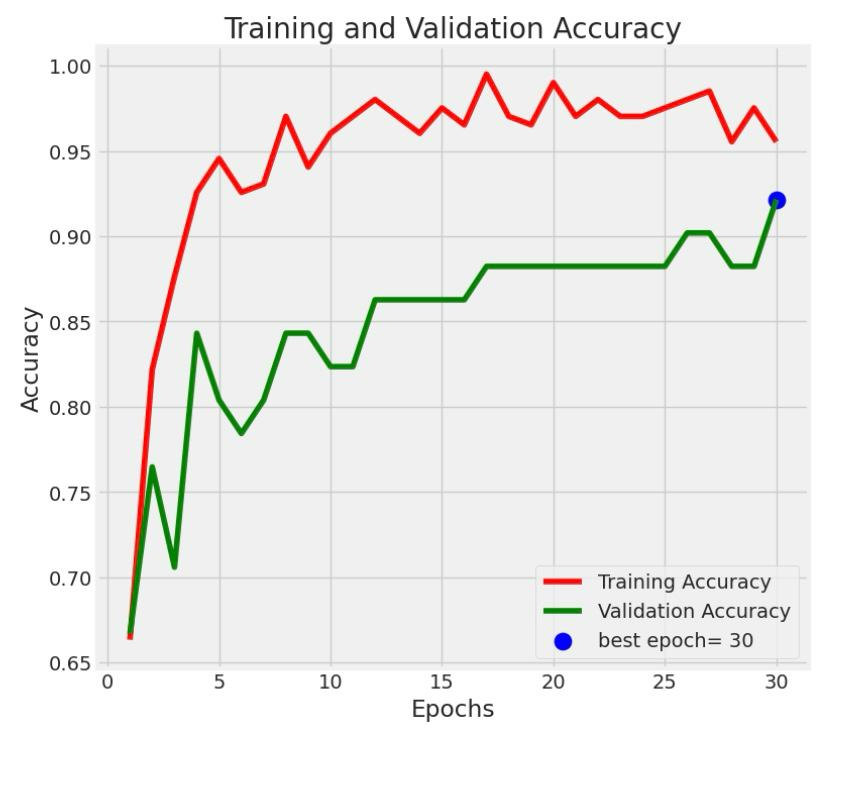 Training and Validation Accuracy
1.00
0.95
0.90
0.85
0.80
0.75
0.70
0.65
Accuracy
Training Accuracy
Validation Accuracy
best epoch= 30
0 5 10 15 20 25 30
Epochs